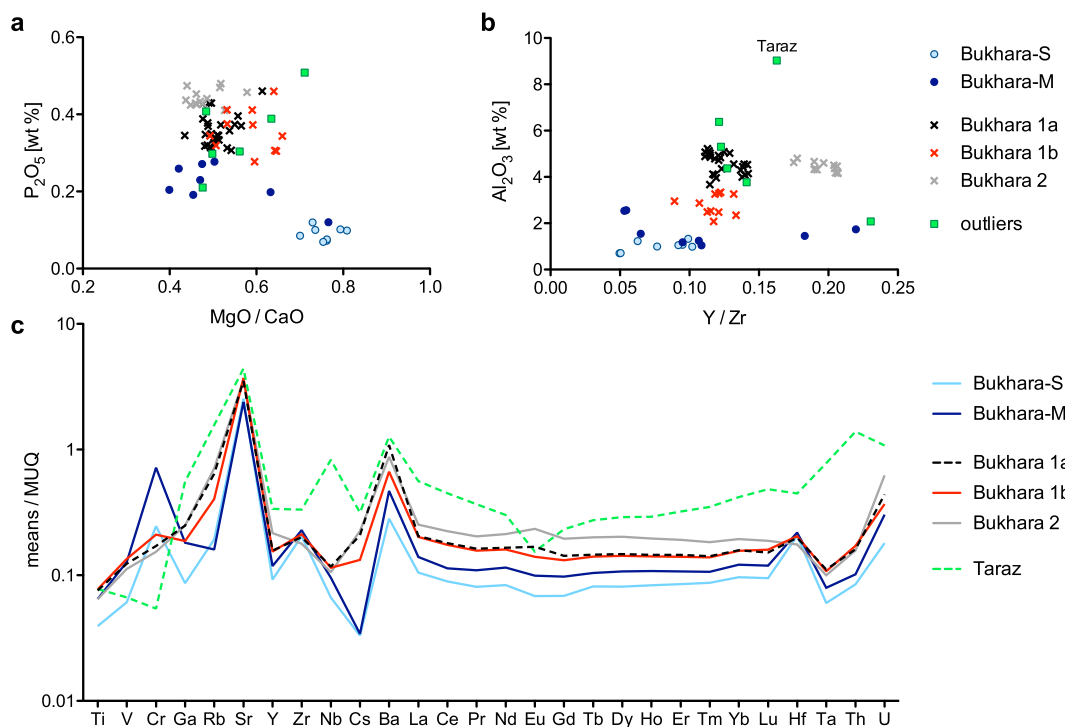 a
b
0.6
0.4
0.2
0.0
P2O5 [wt %]
0.2
0.4
0.6
0.8
1.0
MgO / CaO
10
8
6
4
2
0
Al2O3 [wt %]
Taraz
0.00
0.05
0.10
0.15
0.20
0.25
Y / Zr
Bukhara-S
Bukhara-M
Bukhara 1a
Bukhara 1b
Bukhara 2
outliers
c
10
1
0.1
0.01
means / MUQ
Ti V Cr Ga Rb Sr Y Zr Nb Cs Ba La Ce Pr Nd Eu Gd Tb Dy Ho Er Tm Yb Lu Hf Ta Th U
Bukhara-S
Bukhara-M
Bukhara 1a
Bukhara 1b
Bukhara 2
Taraz